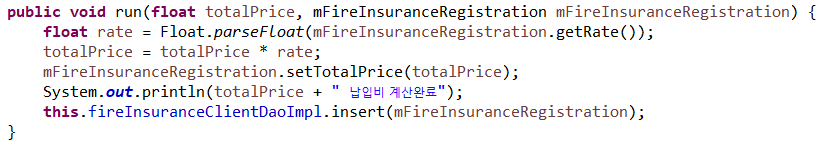 public void run(float totalPrice, mFireInsuranceRegistration mFireInsuranceRegistration) {
    float rate = Float.parseFloat(mFireInsuranceRegistration.getRate());
    totalPrice = totalPrice * rate;
    mFireInsuranceRegistration.setTotalPrice(totalPrice);
    System.out.println(totalPrice + " 납입비 계산완료");
    this.fireInsuranceClientDaoImpl.insert(mFireInsuranceRegistration);
}